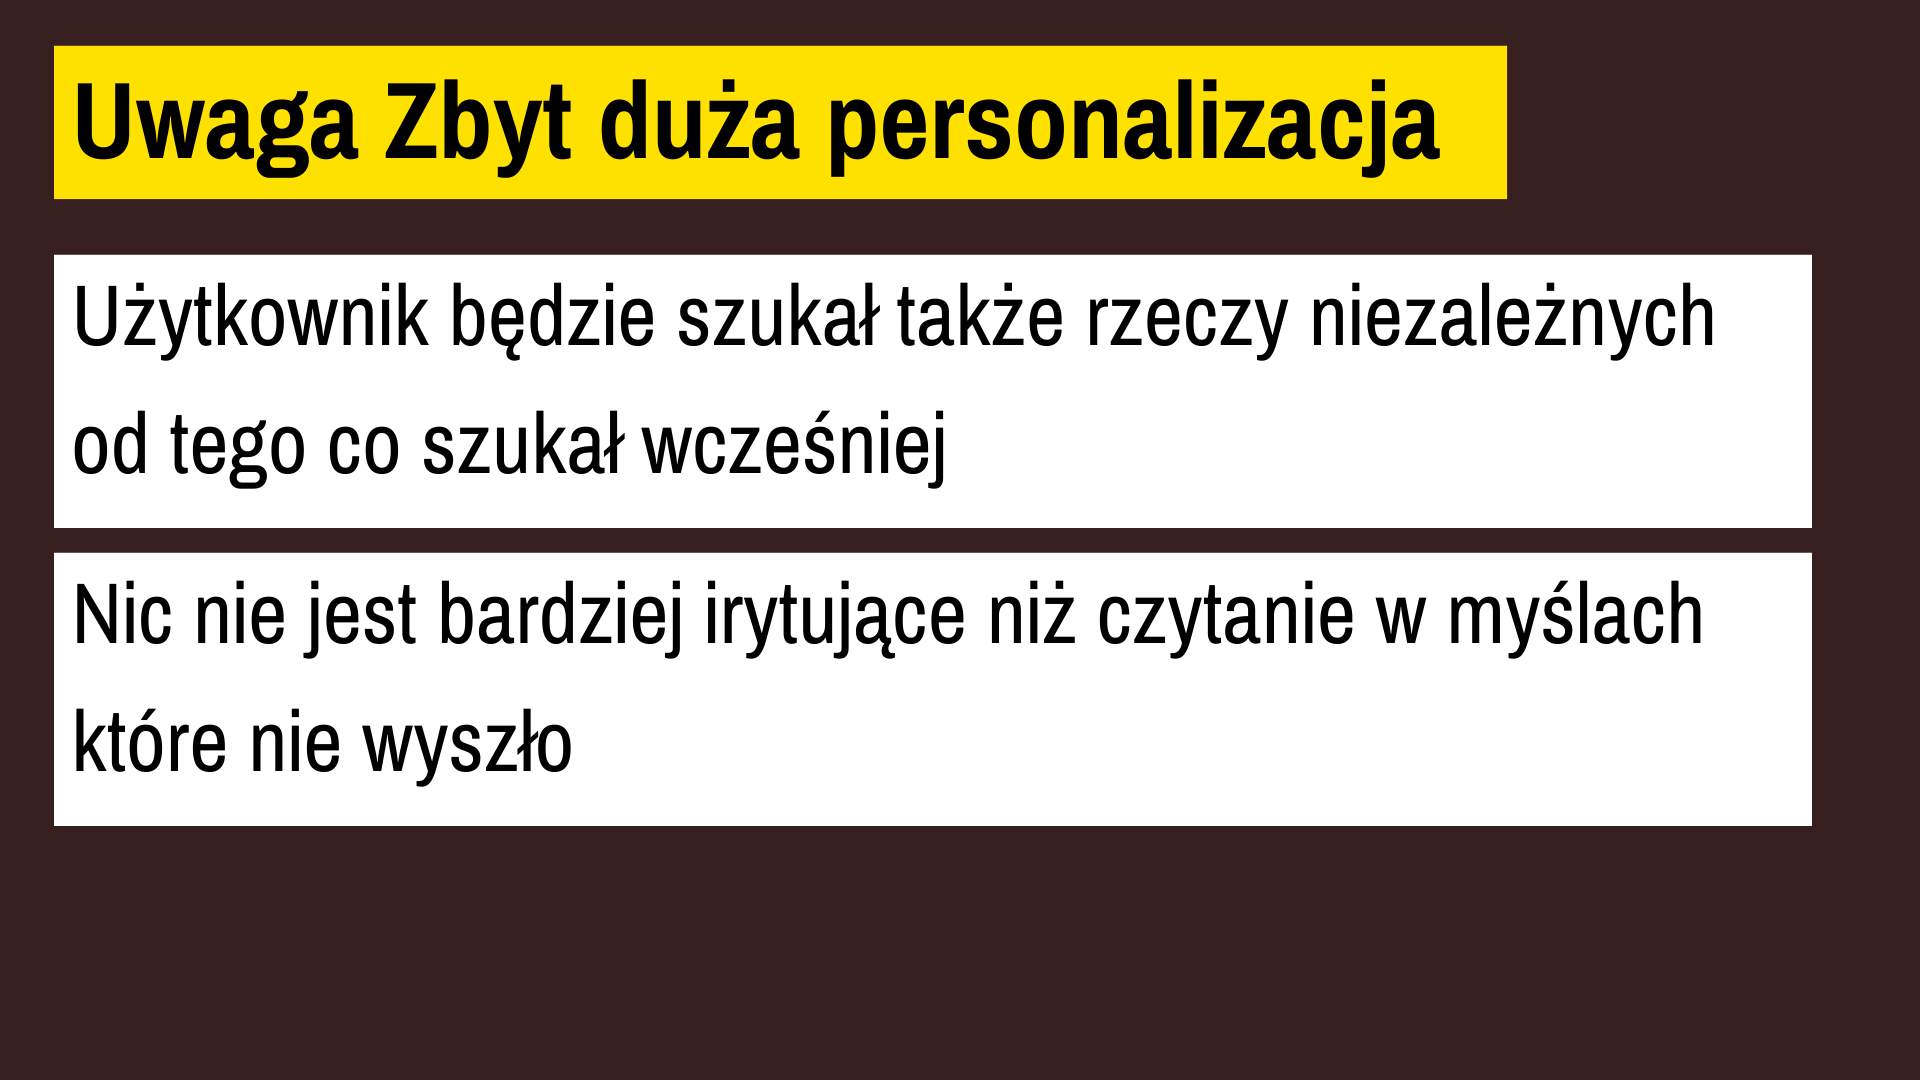 Uwaga Zbyt duża personalizacja
Użytkownik będzie szukał także rzeczy niezależnych
od tego co szukał wcześniej
Nic nie jest bardziej irytujące niż czytanie w myślach
które nie wyszło